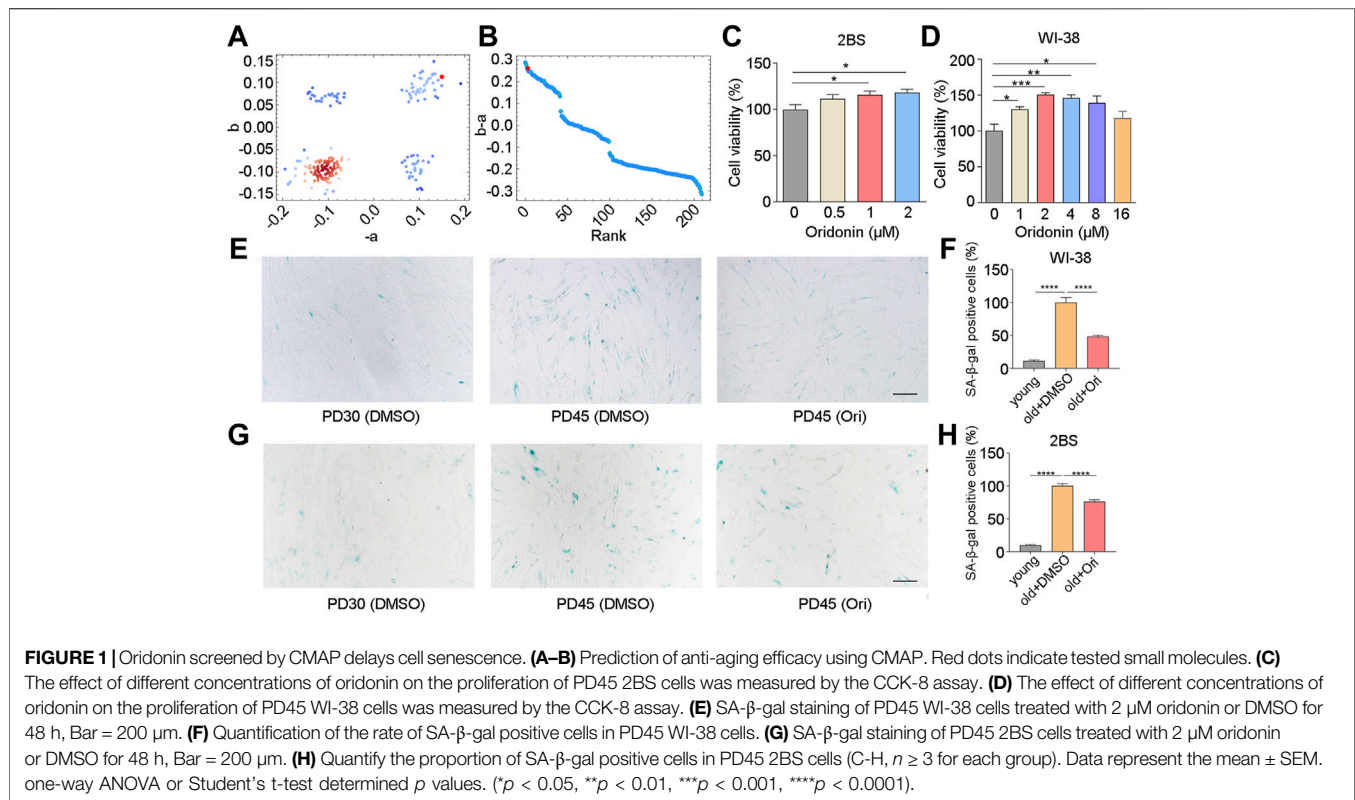 A
0.15
0.10
0.05
0.00
-0.05
-0.10
-0.15
b
-0.2
-0.1
0.0
0.1
0.2
-a
B
0.3
0.2
0.1
0.0
-0.1
-0.2
-0.3
b-a
0
50
100
150
200
Rank
C
2BS
Cell viability (%)
150
100
50
0
*
*
0 0.5 1 2
Oridonin (μM)
D
WI-38
Cell viability (%)
200
150
100
50
0
*
**
***
*
0 1 2 4 8 16
Oridonin (μM)
E
PD30 (DMSO) PD45 (DMSO) PD45 (Ori)
F
WI-38
SA-β-gal positive cells (%)
150
100
50
0
**** ****
young
old+DMSO
old+Ori
G
PD30 (DMSO) PD45 (DMSO) PD45 (Ori)
H
2BS
SA-β-gal positive cells (%)
150
100
50
0
**** ****
young
old+DMSO
old+Ori
FIGURE 1 | Oridonin screened by CMAP delays cell senescence. (A–B) Prediction of anti-aging efficacy using CMAP. Red dots indicate tested small molecules. (C)
The effect of different concentrations of oridonin on the proliferation of PD45 2BS cells was measured by the CCK-8 assay. (D) The effect of different concentrations of
oridonin on the proliferation of PD45 WI-38 cells was measured by the CCK-8 assay. (E) SA-β-gal staining of PD45 WI-38 cells treated with 2 μM oridonin or DMSO for
48 h, Bar = 200 μm. (F) Quantification of the rate of SA-β-gal positive cells in PD45 WI-38 cells. (G) SA-β-gal staining of PD45 2BS cells treated with 2 μM oridonin
or DMSO for 48 h, Bar = 200 μm. (H) Quantify the proportion of SA-β-gal positive cells in PD45 2BS cells (C-H, n ≥ 3 for each group). Data represent the mean ± SEM.
one-way ANOVA or Student’s t-test determined p values. (*p < 0.05, **p < 0.01, ***p < 0.001, ****p < 0.0001).